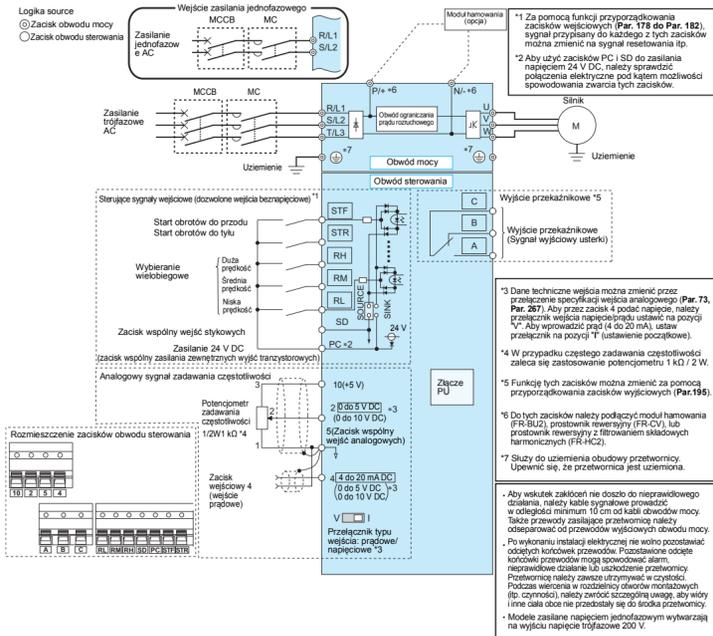 Logika source
Zacisk obwodu mocy
Zacisk obwodu sterowania
Wejście zasilania jednofazowego
MCCB
MC
Zasilanie
jednofazow
e AC
R/L1
S/L2
Moduł hamowania
(opcja)
*1 Za pomocą funkcji przyporządkowania
zacisków wejściowych (Par. 178 do Par. 182),
sygnał przypisany do każdego z tych zacisków
można zmienić na sygnał resetowania itp.
*2 Aby użyć zacisków PC i SD do zasilania
napięciem 24 V DC, należy sprawdzić
połączenia elektryczne pod kątem możliwości
spowodowania zwarcia tych zacisków.
MCCB
MC
Zasilanie
trójfazowe
AC
R/L1
S/L2
T/L3
P/+ *6
N/- *6
Obwód ograniczania
prądu rozruchowego
U
V
W
Silnik
M
Uziemienie
*7
*7
Uziemienie
Obwód mocy
Obwód sterowania
Sterujące sygnały wejściowe (dozwolone wejścia beznapięciowe) *1
Start obrotów do przodu
Start obrotów do tyłu
Wybieranie
wielobiegowe
Duża
prędkość
Średnia
prędkość
Niska
prędkość
Zacisk wspólny wejść stykowych
Zasilanie 24 V DC
(zacisk wspólny zasilania zewnętrznych wyjść tranzystorowych)
STF
STR
RH
RM
RL
SD
PC *2
SOURCE
SINK
24 V
C
B
A
Wyjście przekaźnikowe *5
Wyjście przekaźnikowe
(Sygnał wyjściowy usterki)
Analogowy sygnał zadawania częstotliwości
Potencjometr
zadawania
częstotliwości
1/2W1 kΩ *4
3
2
1
10(+5 V)
2
0 do 5 V DC
(0 do 10 V DC)
*3
5(Zacisk wspólny
wejść analogowych)
Zacisk
wejściowy 4
(wejście
prądowe)
4
4 do 20 mA DC
(0 do 5 V DC
0 do 10 V DC)
*3
V
I
Przełącznik typu
wejścia: prądowe/
napięciowe *3
Złącze
PU
Rozmieszczenie zacisków obwodu sterowania
10 2 5 4
A B C RL RM RH SD PC STF STR
*3 Dane techniczne wejścia można zmienić przez
przełączenie specyfikacji wejścia analogowego (Par. 73,
Par. 267). Aby przez zacisk 4 podać napięcie, należy
przełącznik wejścia napięcie/prądu ustawić na pozycji
"V". Aby wprowadzić prąd (4 do 20 mA), ustaw
przełącznik na pozycji "I" (ustawienie początkowe).
*4 W przypadku częstego zadawania częstotliwości
zaleca się zastosowanie potencjometru 1 kΩ / 2 W.
*5 Funkcję tych zacisków można zmienić za pomocą
przyporządkowania zacisków wyjściowych (Par.195).
*6 Do tych zacisków należy podłączyć moduł hamowania
(FR-BU2), prostownik rewersyjny (FR-CV), lub
prostownik rewersyjny z filtrowaniem składowych
harmonicznych (FR-HC2).
*7 Służy do uziemienia obudowy przetwornicy.
Upewnić się, że przetwornica jest uziemiona.
• Aby wskutek zakłóceń nie doszło do nieprawidłowego
działania, należy kable sygnałowe prowadzić
w odległości minimum 10 cm od kabli obwodów mocy.
Także przewody zasilające przetwornicę należy
odseparować od przewodów wyjściowych obwodu mocy.
• Po wykonaniu instalacji elektrycznej nie wolno pozostawiać
odciętych końcówek przewodów. Pozostawione odcięte
końcówki przewodów mogą spowodować alarm,
nieprawidłowe działanie lub uszkodzenie przetwornicy.
Przetwornicę należy zawsze utrzymywać w czystości.
Podczas wiercenia w rozdzielnicy otworów montażowych
(itp. czynności), należy zwrócić szczególną uwagę, aby wióry
i inne ciała obce nie przedostały się do środka przetwornicy.
• Modele zasilane napięciem jednofazowym wytwarzają
na wyjściu napięcie trójfazowe 200 V.